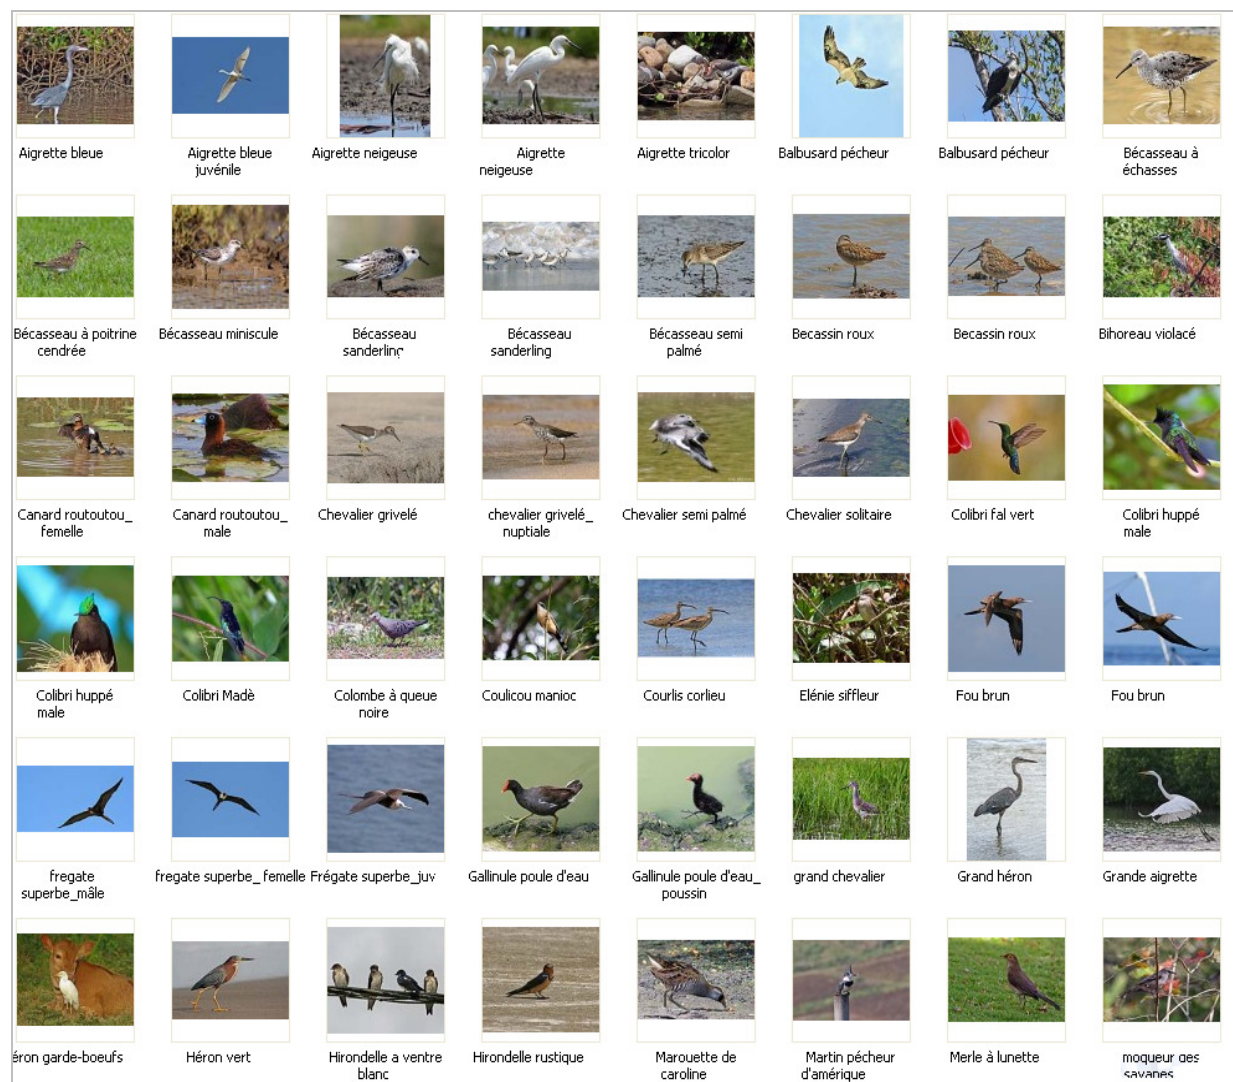 Aigrette bleue
Aigrette bleue
juvénile
Aigrette neigeuse
Aigrette
neigeuse
Aigrette tricolor
Balbusard pécheur
Balbusard pécheur
Bécasseau à
échasses
Bécasseau à poitrine
cendrée
Bécasseau miniscule
Bécasseau
sanderling
Bécasseau
sanderling
Bécasseau semi
palmé
Becassin roux
Becassin roux
Bihoreau violacé
Canard routoutou_
femelle
Canard routoutou_
male
Chevalier grivelé
chevalier grivelé_
nuptiale
Chevalier semi palmé
Chevalier solitaire
Colibri fal vert
Colibri huppé
male
Colibri huppé
male
Colibri Madè
Colombe à queue
noire
Coulicou manioc
Courlis corlieu
Elénie siffleur
Fou brun
Fou brun
fregate
superbe_mâle
fregate superbe_ femelle
Frégate superbe_juv
Gallinule poule d'eau
Gallinule poule d'eau_
poussin
grand chevalier
Grand héron
Grande aigrette
éron garde-boeufs
Héron vert
Hirondelle a ventre
blanc
Hirondelle rustique
Marouette de
caroline
Martin pécheur
d'amérique
Merle à lunette
moqueur des
savanes